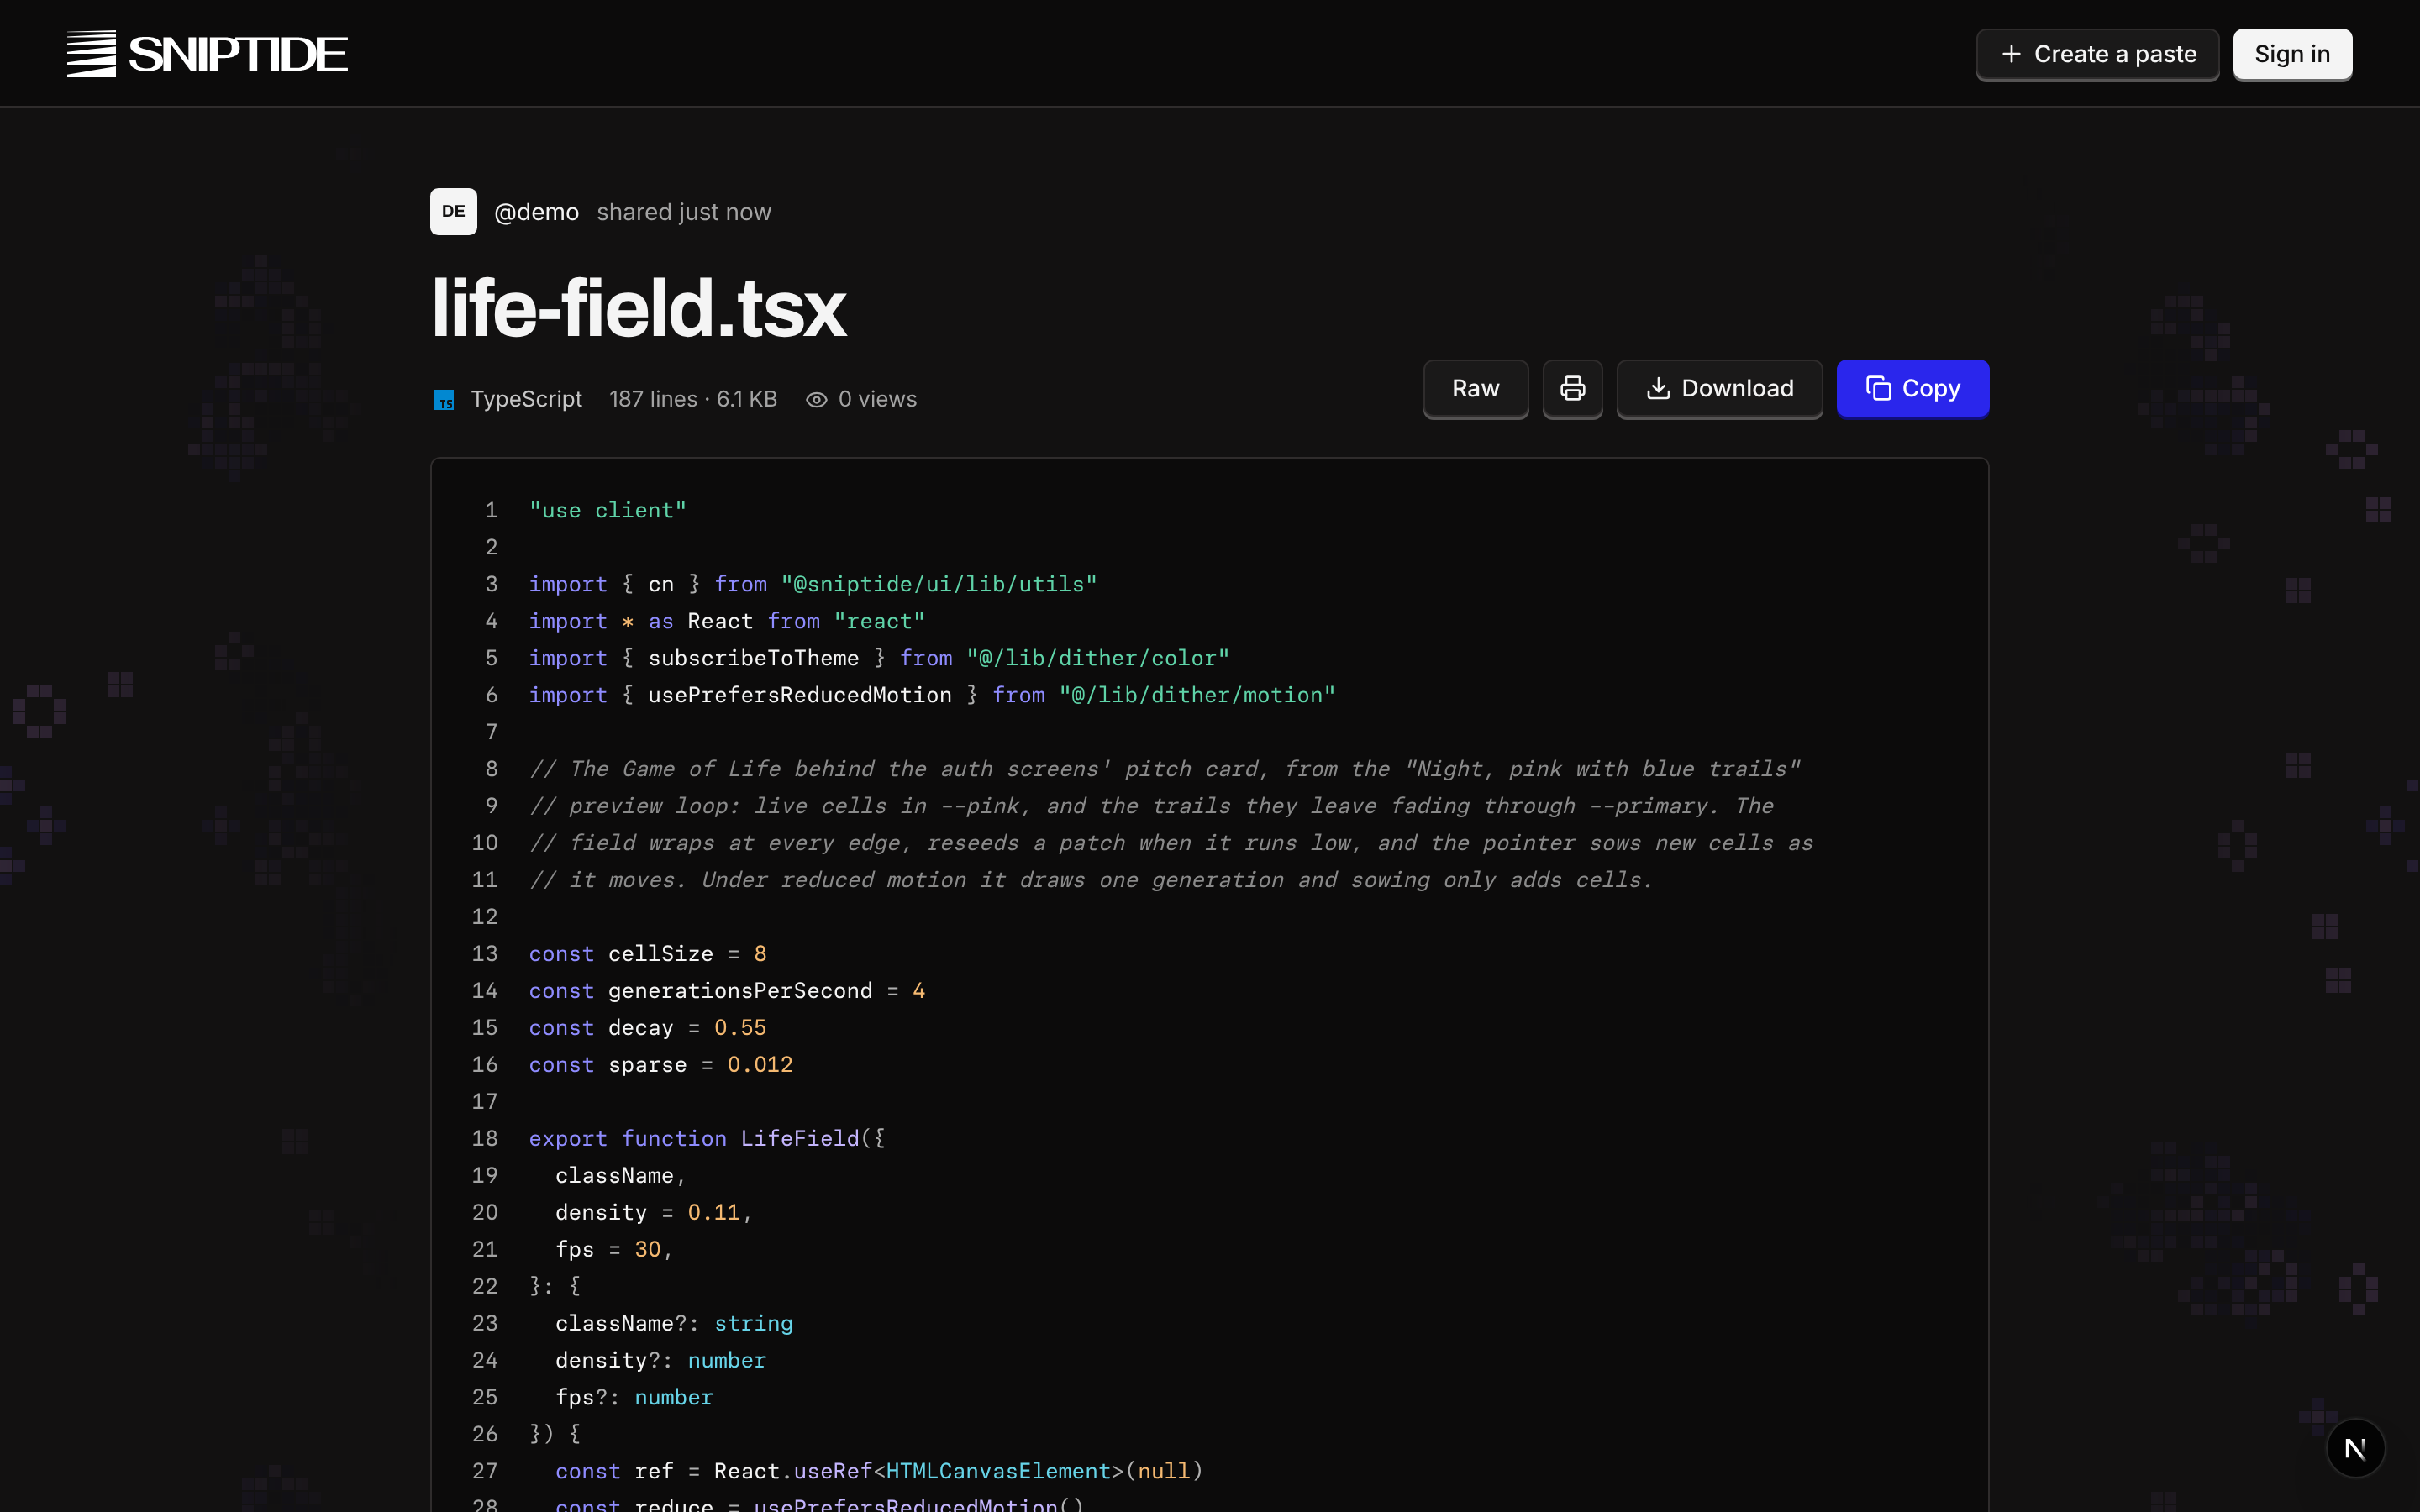 SNIPTIDE
Create a paste
Sign in
DE @demo shared just now
life-field.tsx
TS TypeScript 187 lines · 6.1 KB 0 views
Raw Download Copy
1 "use client"
2
3 import { cn } from "@sniptide/ui/lib/utils"
4 import * as React from "react"
5 import { subscribeToTheme } from "@/lib/dither/color"
6 import { usePrefersReducedMotion } from "@/lib/dither/motion"
7
8 // The Game of Life behind the auth screens' pitch card, from the "Night, pink with blue trails"
9 // preview loop: live cells in --pink, and the trails they leave fading through --primary. The
10 // field wraps at every edge, reseeds a patch when it runs low, and the pointer sows new cells as
11 // it moves. Under reduced motion it draws one generation and sowing only adds cells.
12
13 const cellSize = 8
14 const generationsPerSecond = 4
15 const decay = 0.55
16 const sparse = 0.012
17
18 export function LifeField({
19   className,
20   density = 0.11,
21   fps = 30,
22 }: {
23   className?: string
24   density?: number
25   fps?: number
26 }) {
27   const ref = React.useRef<HTMLCanvasElement>(null)
28   const reduce = usePrefersReducedMotion()
N